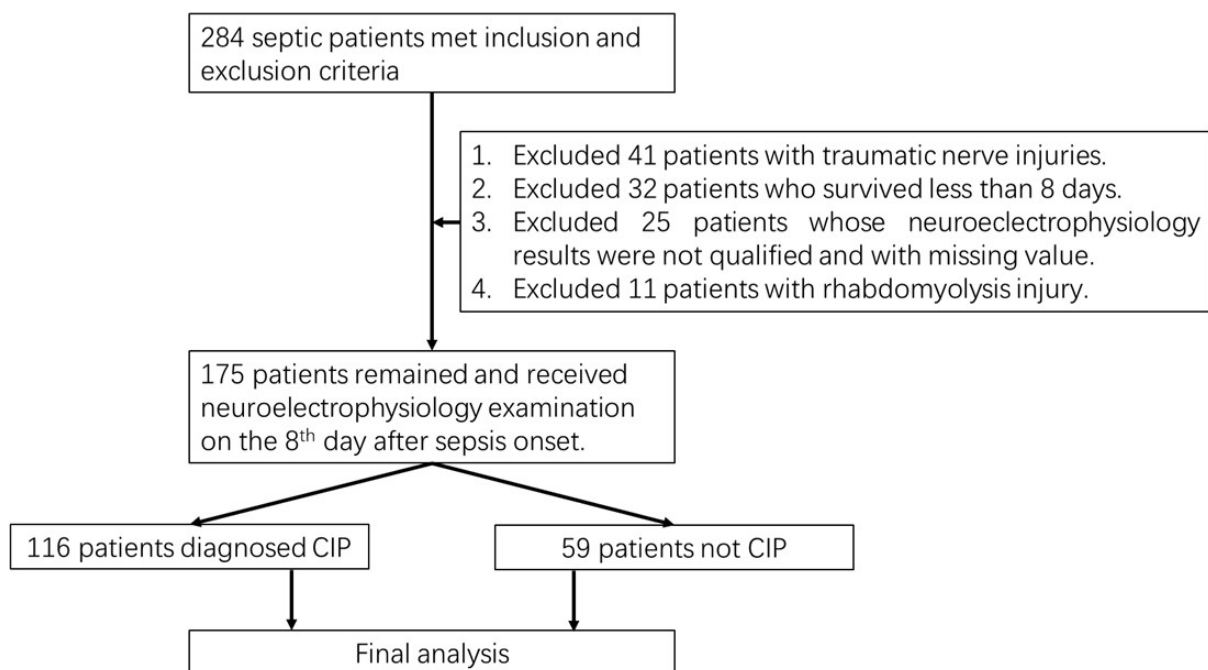 284 septic patients met inclusion and
exclusion criteria
1. Excluded 41 patients with traumatic nerve injuries.
2. Excluded 32 patients who survived less than 8 days.
3. Excluded 25 patients whose neuroeclectrophysiology
results were not qualified and with missing value.
4. Excluded 11 patients with rhabdomyolysis injury.
175 patients remained and received
neuroelectrophysiology examination
on the 8th day after sepsis onset.
116 patients diagnosed CIP
59 patients not CIP
Final analysis